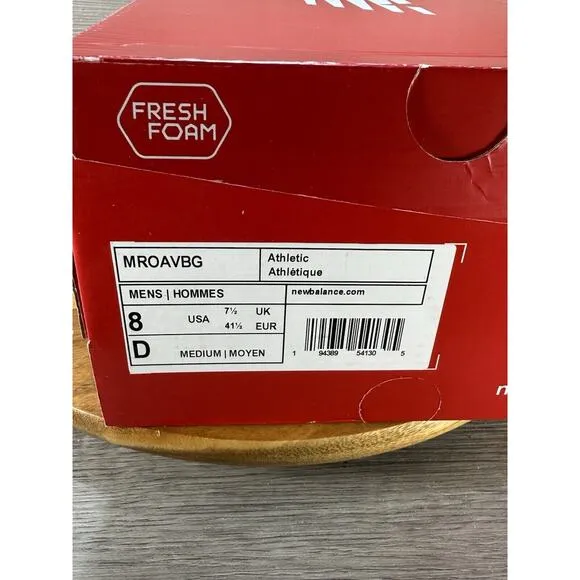 FRESH
FOAM
MROAVBG
Athletic
Athlétique
MENS | HOMMES
newbalance.com
8 USA 7½ UK
41½ EUR
D MEDIUM | MOYEN
1 94389 54130 5